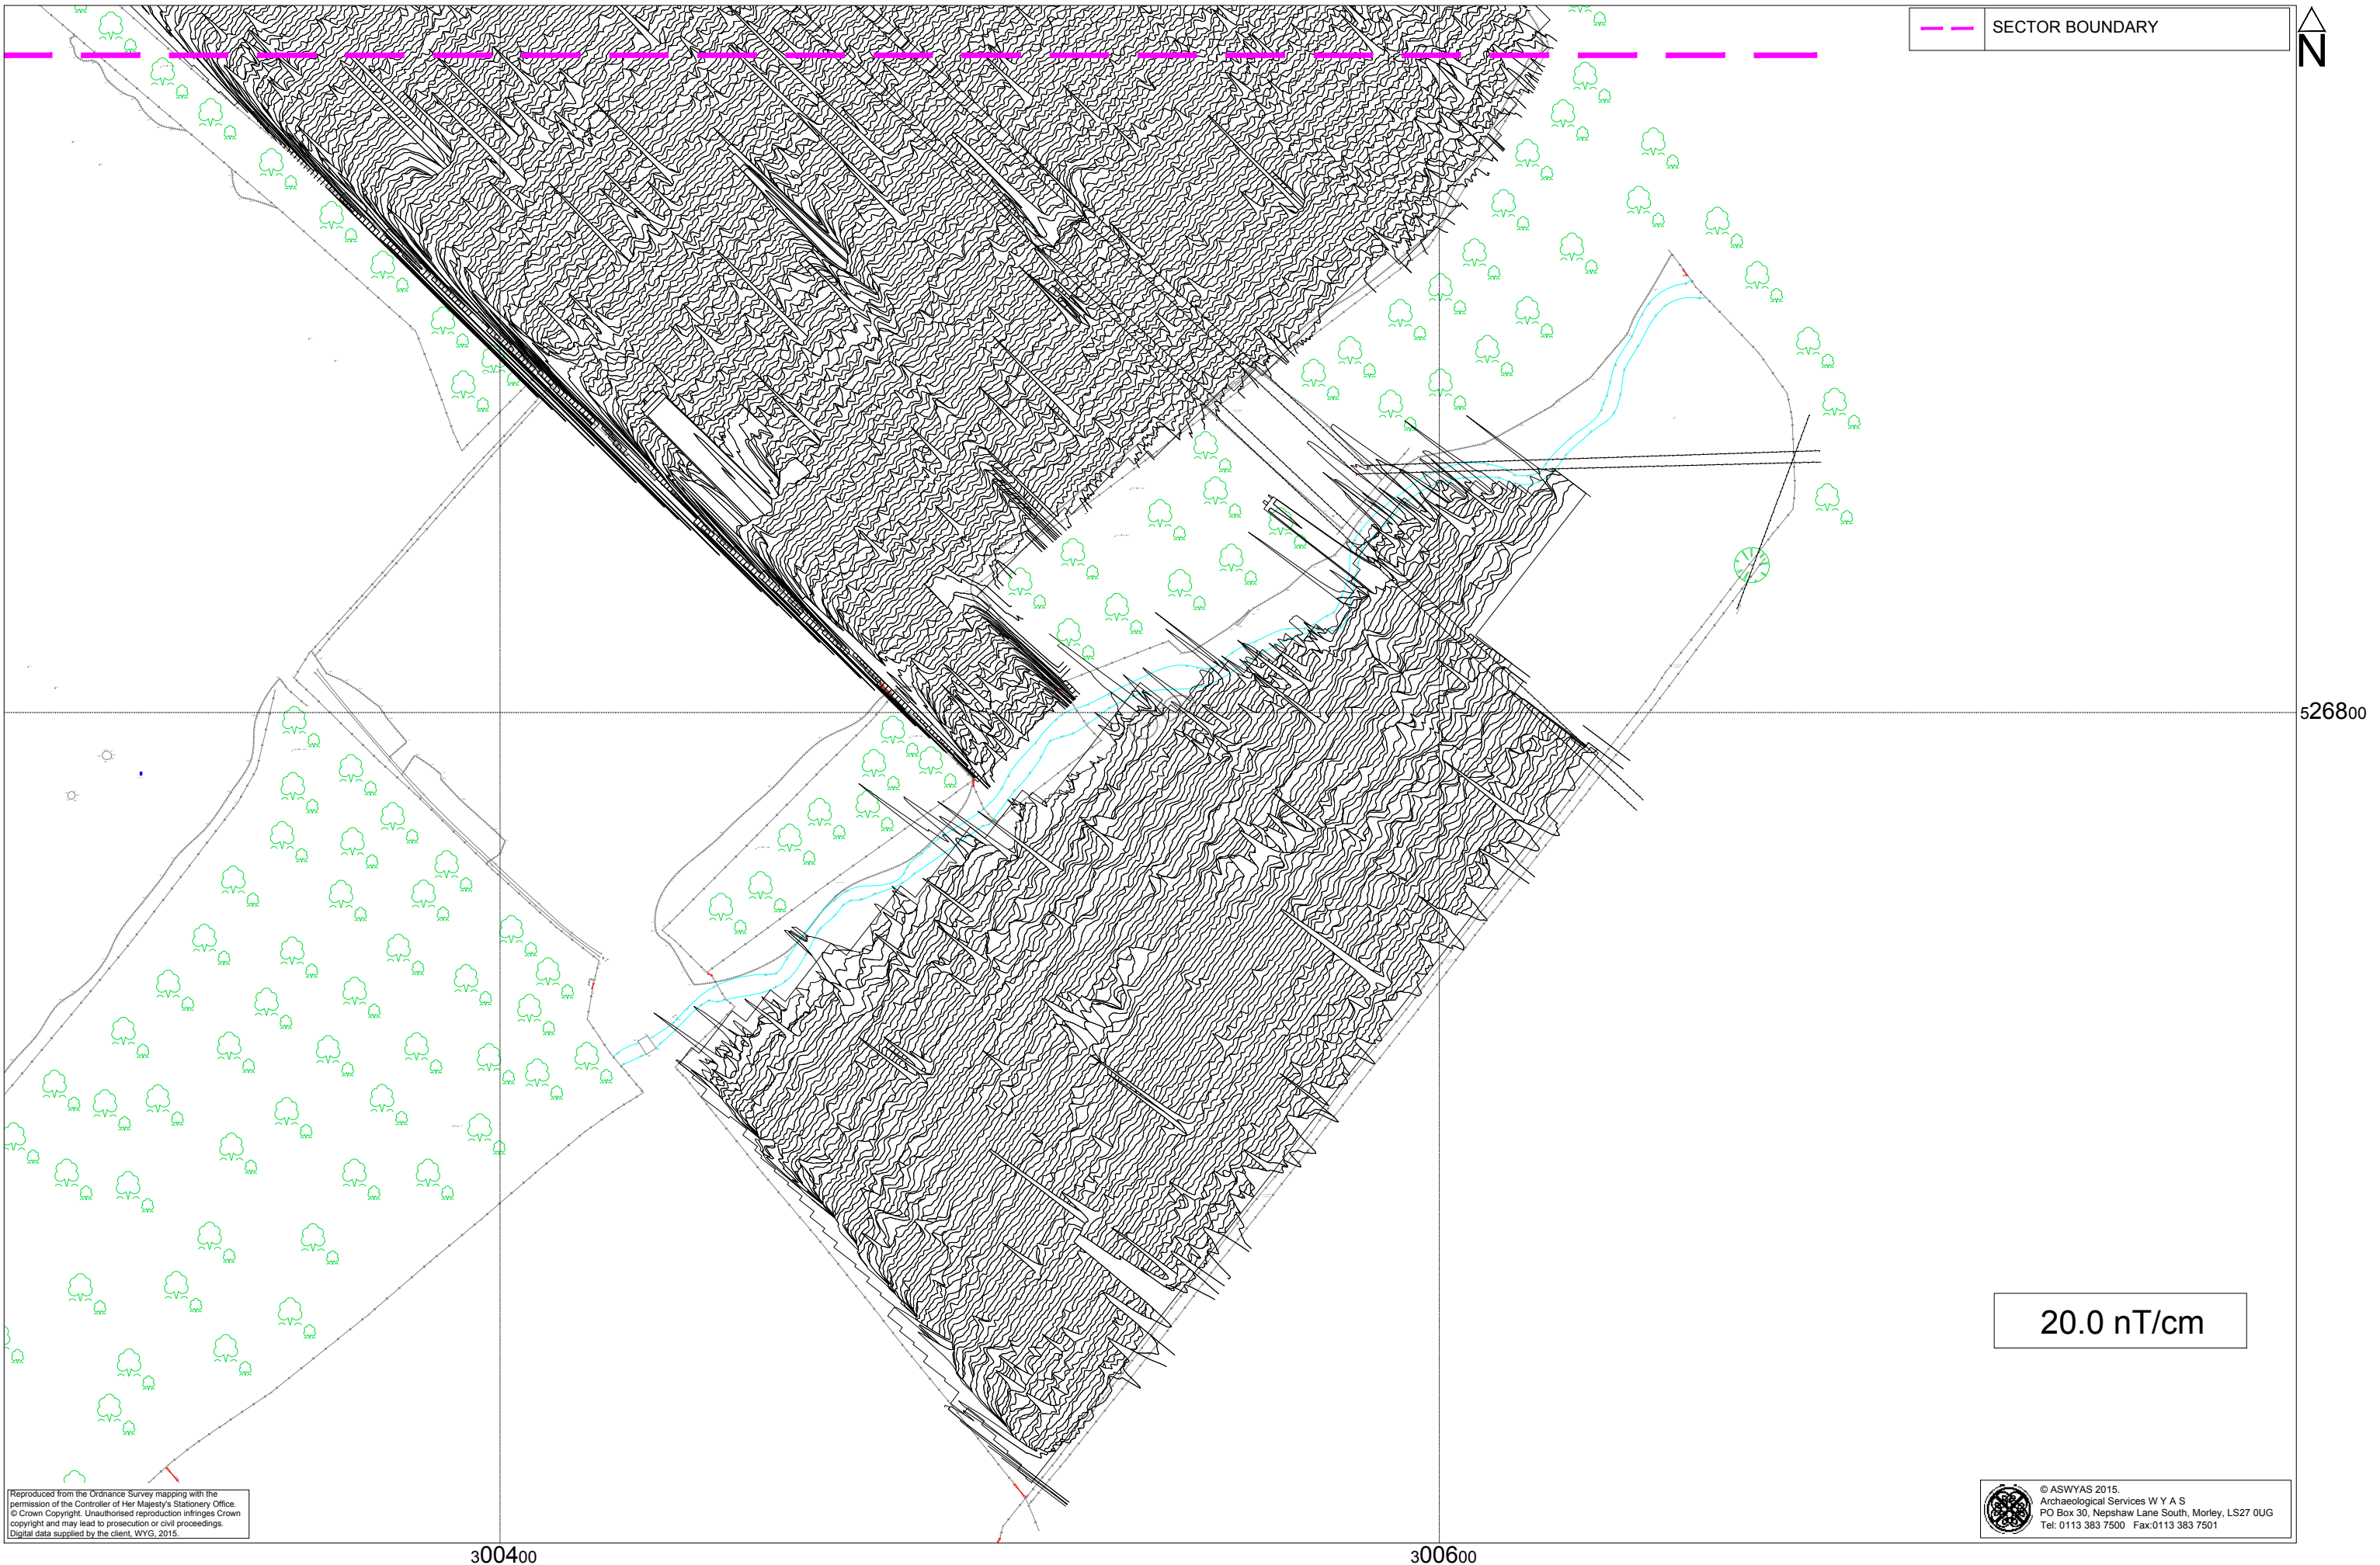 SECTOR BOUNDARY
N
526800
20.0 nT/cm
Reproduced from the Ordnance Survey mapping with the
permission of the Controller of Her Majesty's Stationery Office.
© Crown Copyright. Unauthorised reproduction infringes Crown
copyright and may lead to prosecution or civil proceedings.
Digital data supplied by the client, WYG, 2015.
© ASWYAS 2015.
Archaeological Services W Y A S
PO Box 30, Nepshaw Lane South, Morley, LS27 0UG
Tel: 0113 383 7500 Fax:0113 383 7501
300400
300600